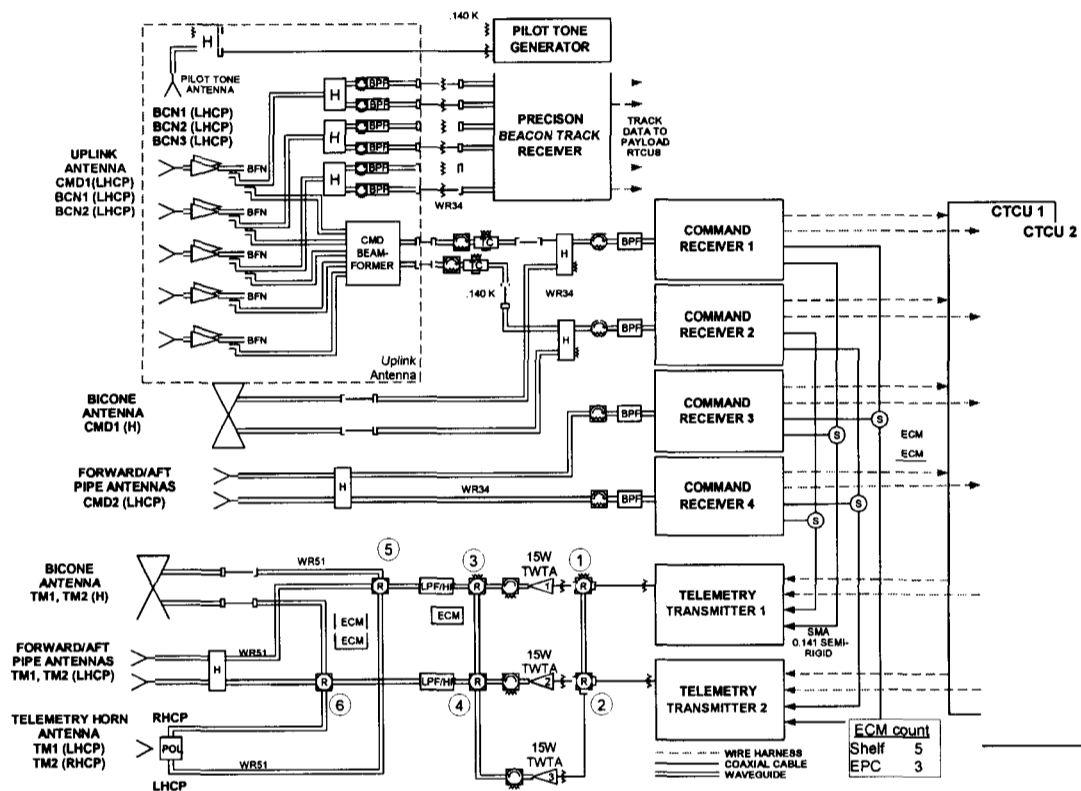 .140 K
H
PILOT TONE
GENERATOR
PILOT TONE
ANTENNA
BCN1 (LHCP)
BCN2 (LHCP)
BCN3 (LHCP)
H
BPF
BPF
H
BPF
BPF
H
BPF
BPF
PRECISON
BEACON TRACK
RECEIVER
TRACK
DATA TO
PAYLOAD
RTCU8
WR34
UPLINK
ANTENNA
CMD1(LHCP)
BCN1 (LHCP)
BCN2 (LHCP)
BFN
BFN
BFN
BFN
BFN
CMD
BEAM-
FORMER
TC
TC
.140 K
WR34
H
H
BPF
BPF
COMMAND
RECEIVER 1
COMMAND
RECEIVER 2
CTCU 1
CTCU 2
Uplink
Antenna
BICONE
ANTENNA
CMD1 (H)
BPF
COMMAND
RECEIVER 3
S
S
ECM
ECM
FORWARD/AFT
PIPE ANTENNAS
CMD2 (LHCP)
H
WR34
BPF
COMMAND
RECEIVER 4
S
S
BICONE
ANTENNA
TM1, TM2 (H)
WR51
5
R
LPF/HF
3
R
15W
TWTA
1
1
R
TELEMETRY
TRANSMITTER 1
ECM
ECM
ECM
SMA
0.141 SEMI-
RIGID
FORWARD/AFT
PIPE ANTENNAS
TM1, TM2 (LHCP)
H
WR51
R
6
LPF/HF
R
4
15W
TWTA
2
R
2
TELEMETRY
TRANSMITTER 2
TELEMETRY HORN
ANTENNA
TM1 (LHCP)
TM2 (RHCP)
RHCP
POL
LHCP
WR51
15W
TWTA
3
WIRE HARNESS
COAXIAL CABLE
WAVEGUIDE
ECM count
Shelf 5
EPC 3